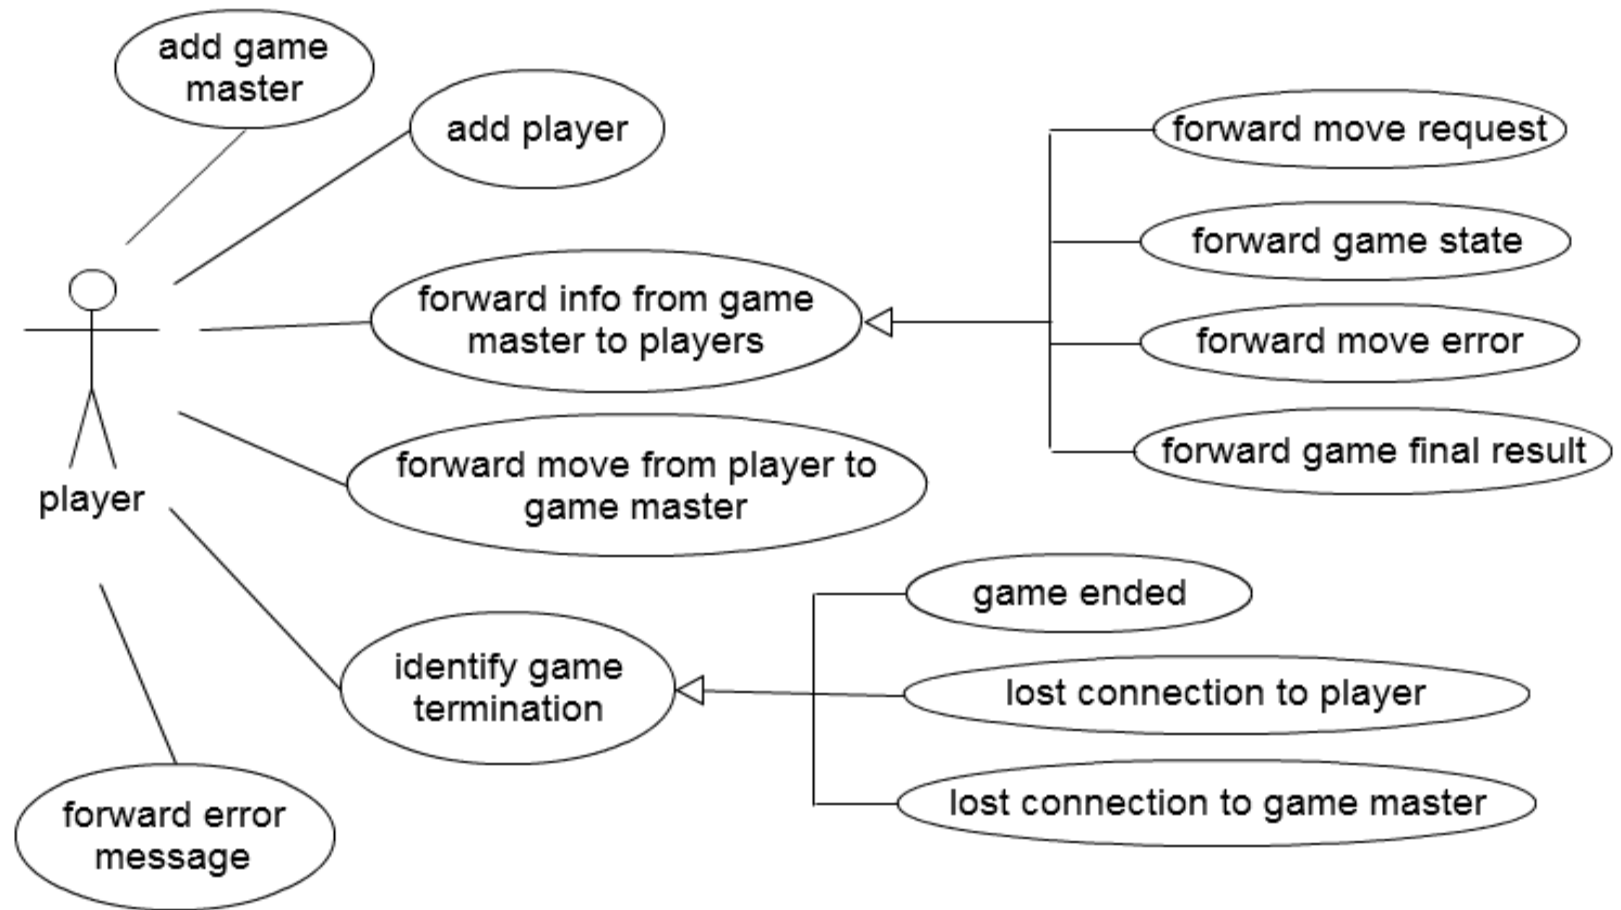 add game
master
add player
forward move request
forward game state
forward info from game
master to players
forward move error
forward game final result
forward move from player to
game master
player
game ended
identify game
termination
lost connection to player
lost connection to game master
forward error
message